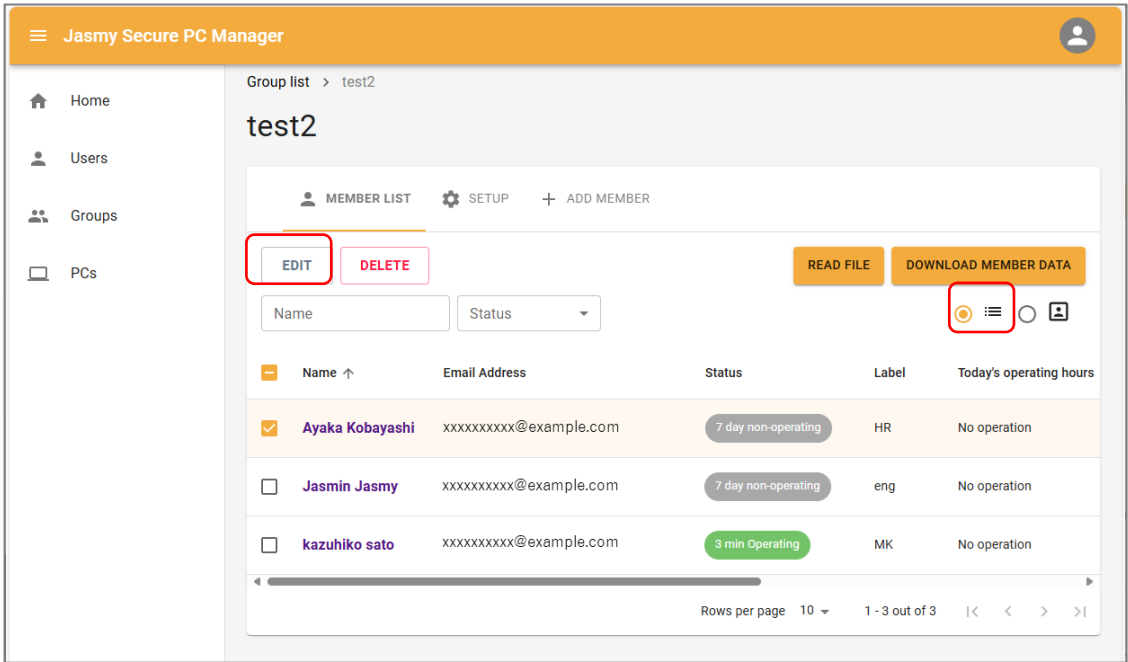 Jasmy Secure PC Manager
Home
Users
Groups
PCs
Group list > test2
test2
MEMBER LIST SETUP + ADD MEMBER
EDIT DELETE READ FILE DOWNLOAD MEMBER DATA
Name Status
Name ↑ Email Address Status Label Today's operating hours
Ayaka Kobayashi xxxxxxxxxx@example.com 7 day non-operating HR No operation
Jasmin Jasmy xxxxxxxxxx@example.com 7 day non-operating eng No operation
kazuhiko sato xxxxxxxxxx@example.com 3 min Operating MK No operation
Rows per page 10 1 - 3 out of 3